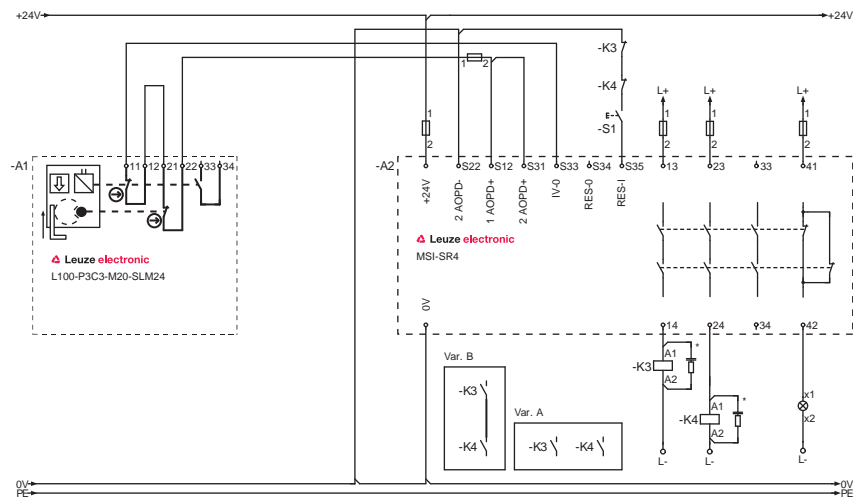 +24V +24V
-K3
1 2
-K4
L+ L+ L+
E -S1
1 1 1 1
2 2 2 2
-A1 11 12 21 22 33 34
-A2 S22 S12 S31 S33 S34 S35 13 23 33 41
+24V
2 AOPD-
1 AOPD+
2 AOPD+
IV-0
RES-0
RES-I
Leuze electronic
L100-P3C3-M20-SLM24
Leuze electronic
MSI-SR4
0V
14 24 34 42
Var. B
-K3
-K4
Var. A
-K3 -K4
-K3 A1 *
A2
-K4 A1 *
A2
x1
x2
L- L- L-
0V 0V
PE PE